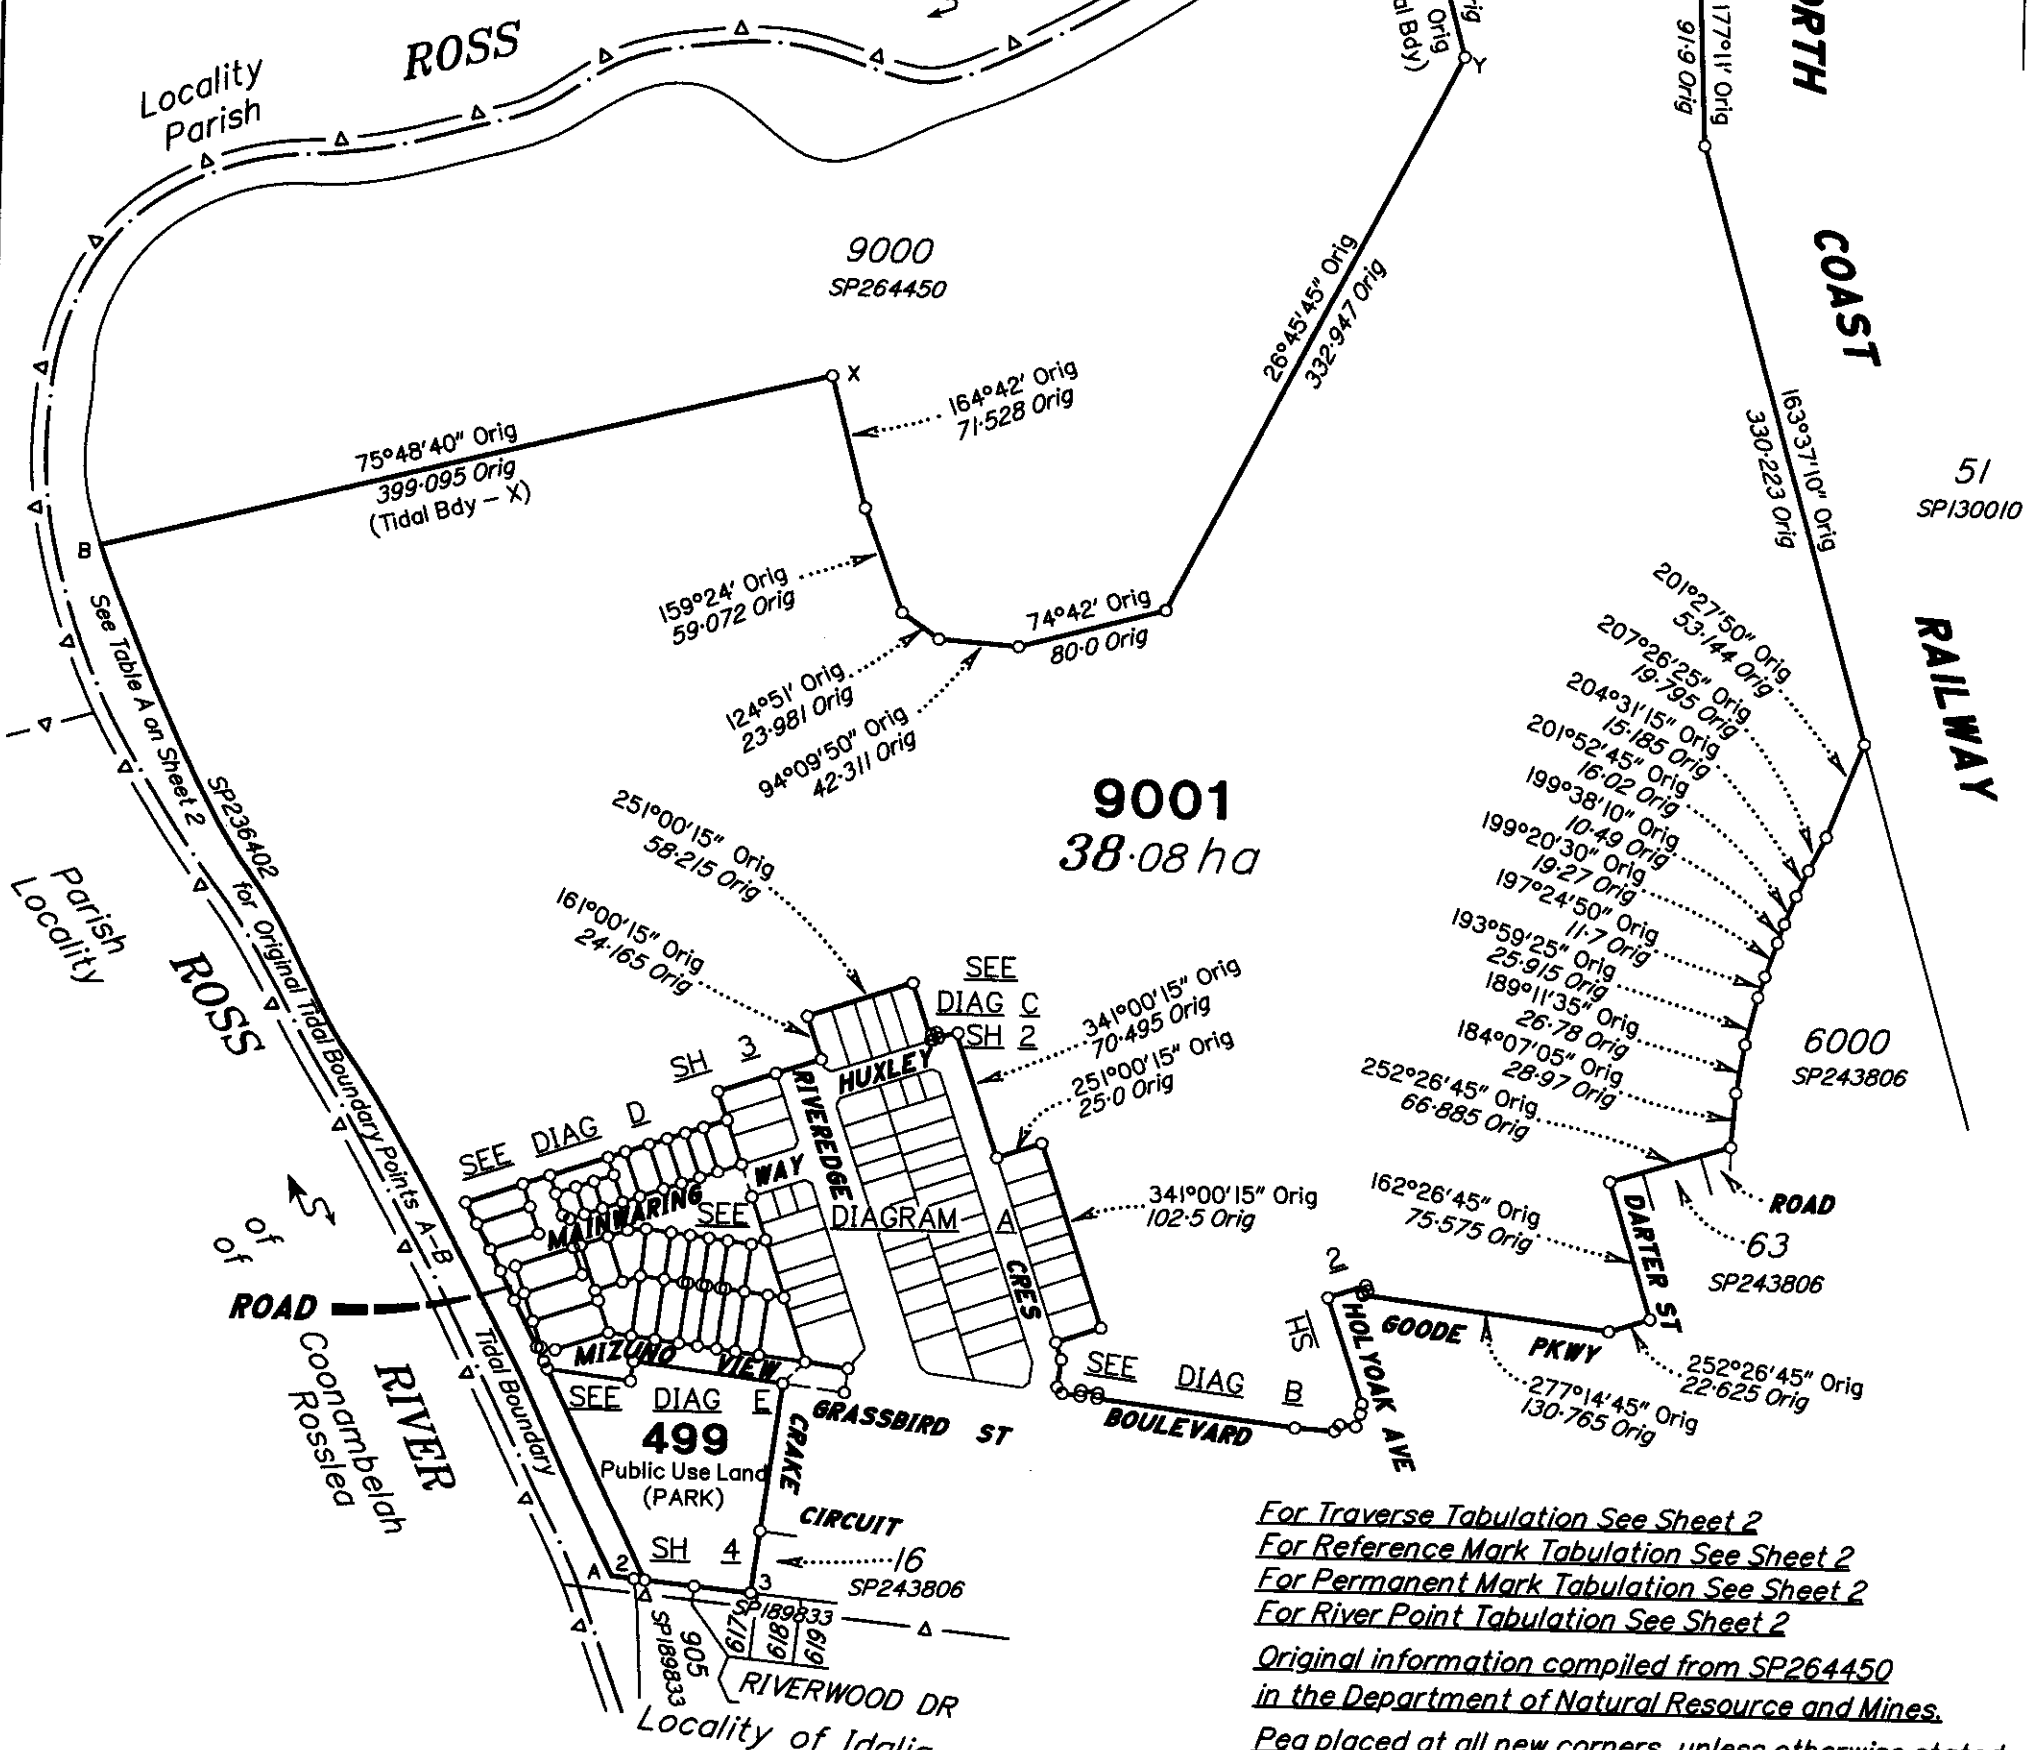 ROSS
Locality
Parish
Orig
al Bdy)
Y
177°11' Orig
91·9 Orig
ORTH
COAST
RAILWAY
9000
SP264450
X
164°42' Orig
71·528 Orig
26°45'45" Orig
332·947 Orig
75°48'40" Orig
399·095 Orig
(Tidal Bdy – X)
163°37'10" Orig
330·223 Orig
51
SP130010
B
159°24' Orig
59·072 Orig
74°42' Orig
80·0 Orig
124°51' Orig
23·981 Orig
94°09'50" Orig
42·311 Orig
See Table A on Sheet 2
for Original Tidal Boundary Points A-B
SP236402
9001
38·08 ha
201°27'50" Orig
53·144 Orig
207°26'25" Orig
19·795 Orig
204°31'15" Orig
15·185 Orig
201°52'45" Orig
16·02 Orig
199°38'10" Orig
10·49 Orig
199°20'30" Orig
19·27 Orig
197°24'50" Orig
11·7 Orig
193°59'25" Orig
25·915 Orig
189°11'35" Orig
26·78 Orig
184°07'05" Orig
28·97 Orig
252°26'45" Orig
66·885 Orig
162°26'45" Orig
75·575 Orig
6000
SP243806
251°00'15" Orig
58·215 Orig
161°00'15" Orig
24·165 Orig
Parish
Locality
ROSS
SEE
DIAG C
SH 2
341°00'15" Orig
70·495 Orig
251°00'15" Orig
25·0 Orig
341°00'15" Orig
102·5 Orig
SEE DIAG D SH 3
HUXLEY
RIVEREDGE
MAINWARING WAY
SEE DIAGRAM A
CRES
ROAD
63
SP243806
DARTER ST
of
of
ROAD
Coonambelah
Rosslea
RIVER
Tidal Boundary
MIZUNO VIEW
SEE DIAG E
499
Public Use Land
(PARK)
SH 4
CRAKE
CIRCUIT
GRASSBIRD ST
SEE DIAG B
SH 2
BOULEVARD
HOLYOAK AVE
GOODE PKWY
277°14'45" Orig
130·765 Orig
252°26'45" Orig
22·625 Orig
A
2
3
16
SP243806
SP189833
SP189833
905
617
618
619
RIVERWOOD DR
Locality of Idalia
For Traverse Tabulation See Sheet 2
For Reference Mark Tabulation See Sheet 2
For Permanent Mark Tabulation See Sheet 2
For River Point Tabulation See Sheet 2
Original information compiled from SP264450
in the Department of Natural Resource and Mines.
Peg placed at all new corners, unless otherwise stated